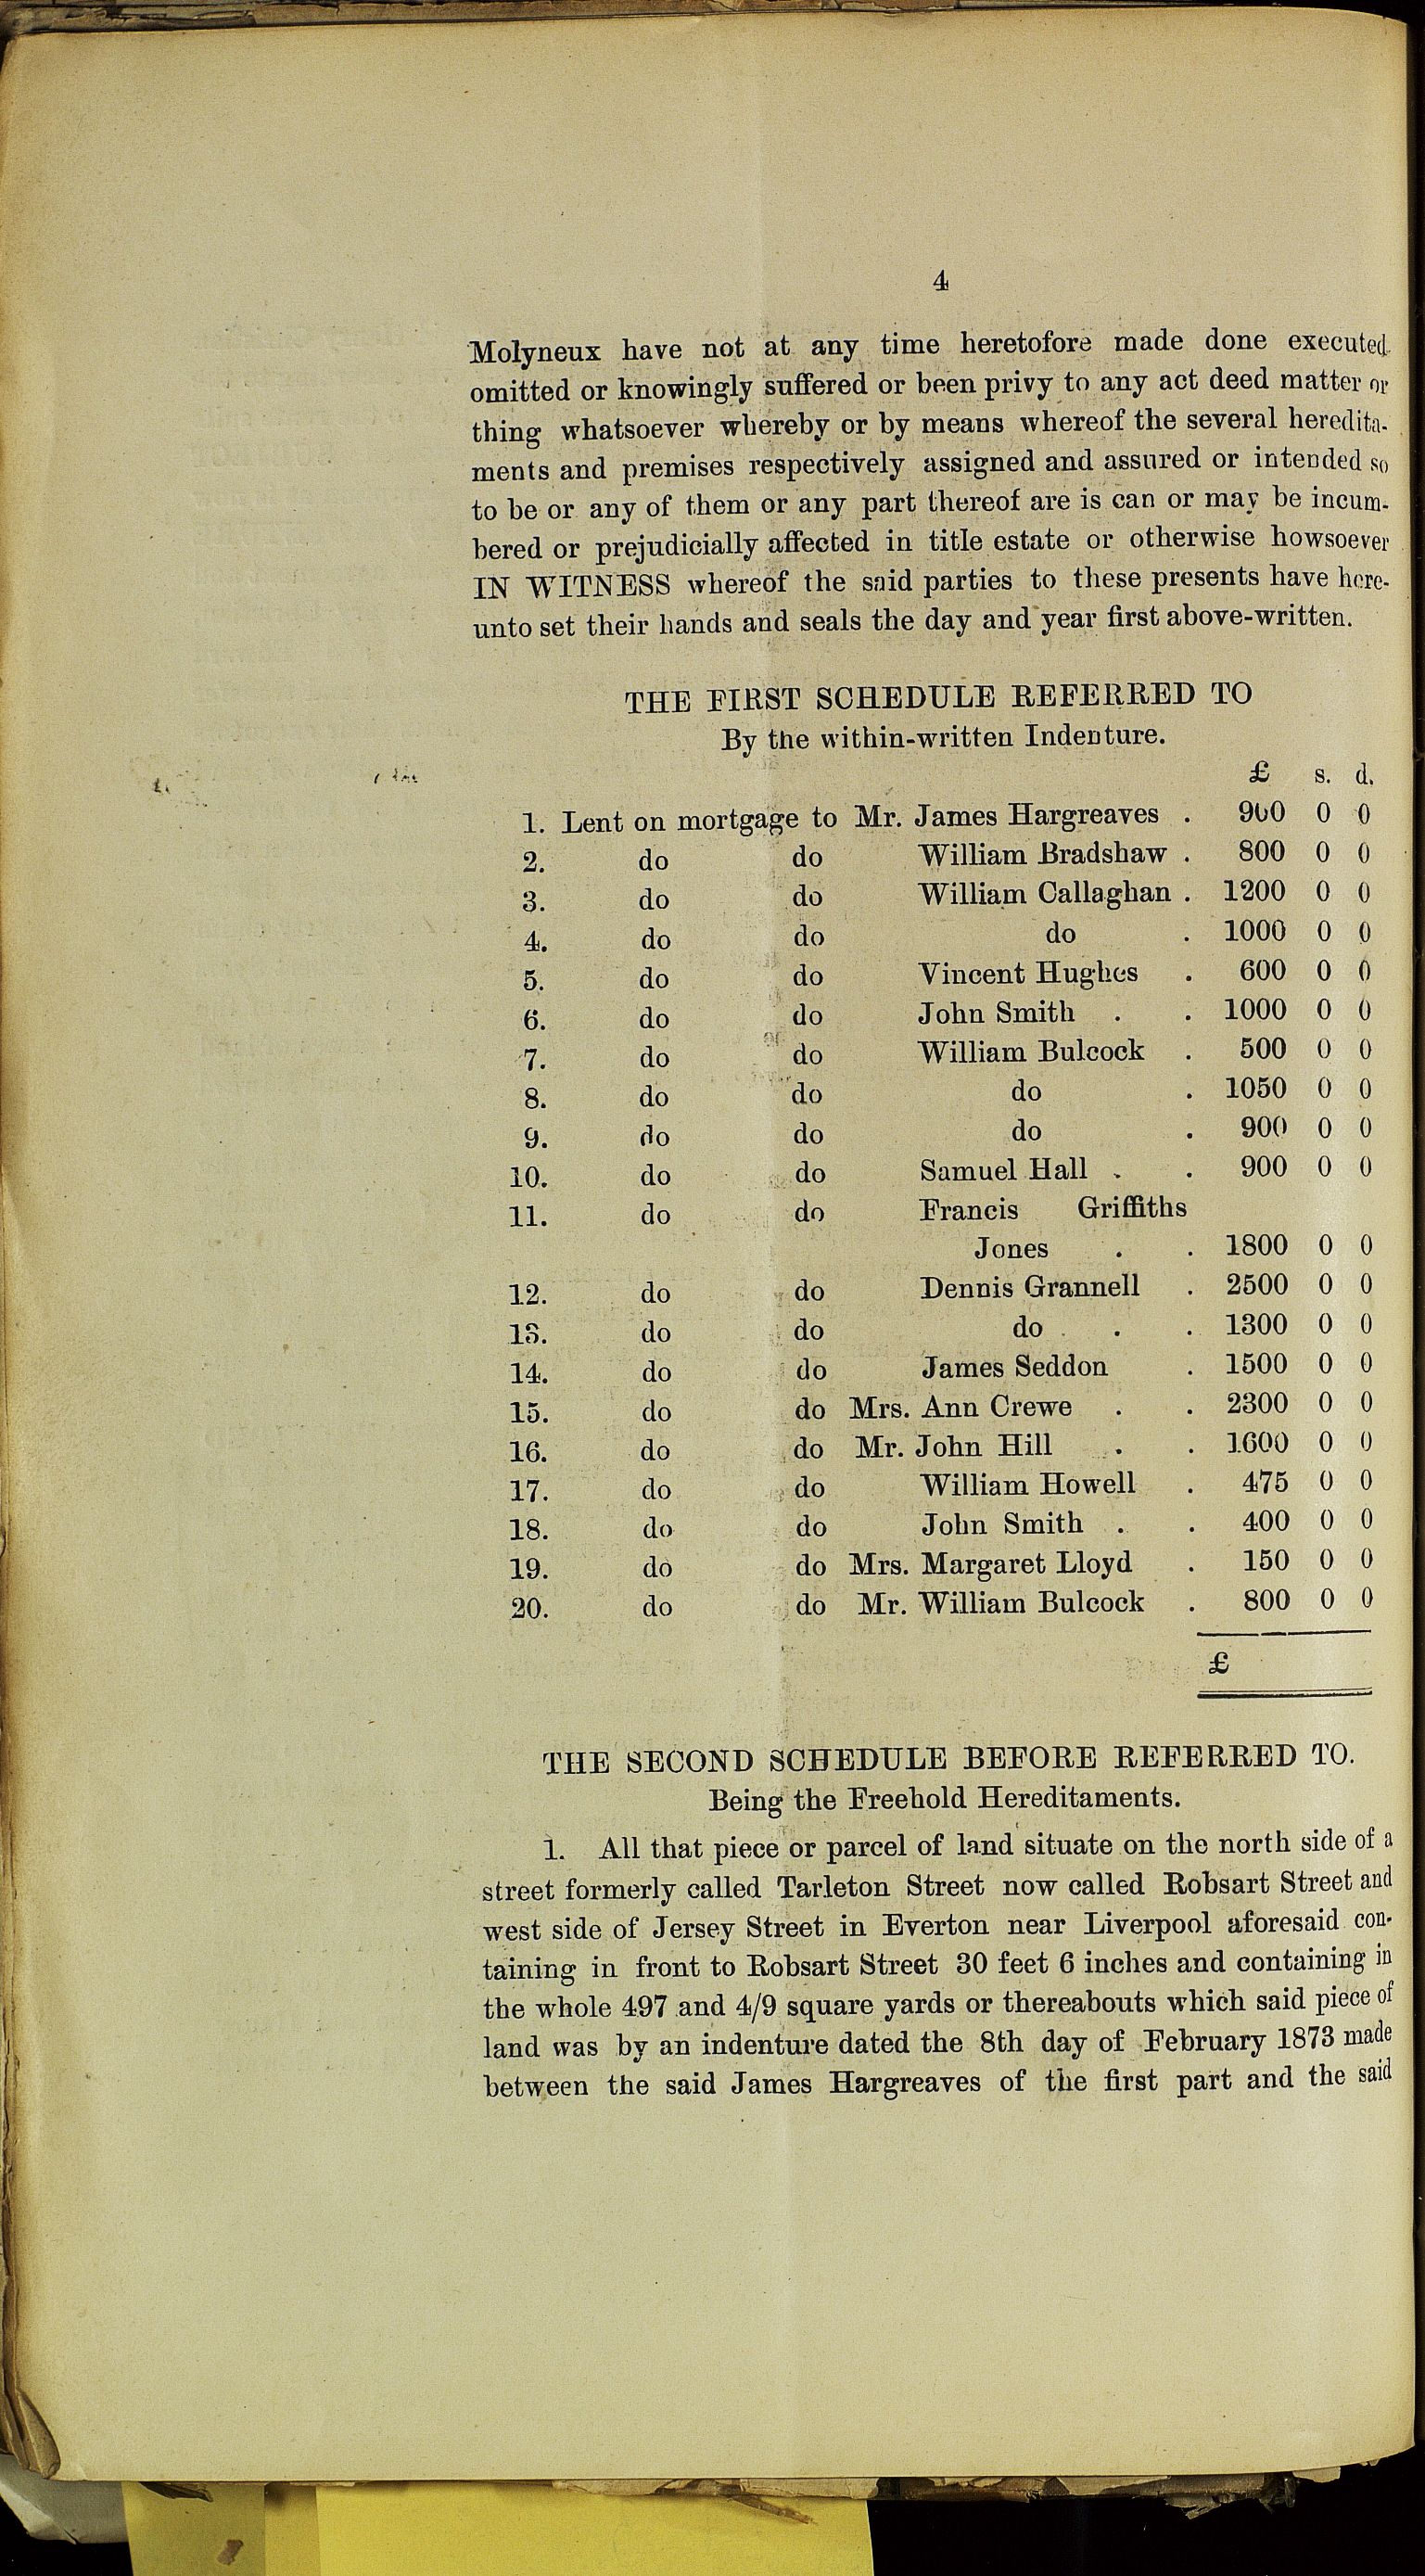 4
Molyneux have not at any time heretofore made done executed
omitted or knowingly suffered or been privy to any act deed matter or
thing whatsoever whereby or by means whereof the several heredita-
ments and premises respectively assigned and assured or intended so
to be or any of them or any part thereof are is can or may be incum-
bered or prejudicially affected in title estate or otherwise howsoever
IN WITNESS whereof the said parties to these presents have here-
unto set their hands and seals the day and year first above-written.
THE FIRST SCHEDULE REFERRED TO
By the within-written Indenture.
£ s. d.
1. Lent on mortgage to Mr. James Hargreaves . 900 0 0
2. do do William Bradshaw . 800 0 0
3. do do William Callaghan . 1200 0 0
4. do do do . 1000 0 0
5. do do Vincent Hughes . 600 0 0
6. do do John Smith . . 1000 0 0
7. do do William Bulcock . 500 0 0
8. do do do . 1050 0 0
9. do do do . 900 0 0
10. do do Samuel Hall . . 900 0 0
11. do do Francis Griffiths
Jones . . 1800 0 0
12. do do Dennis Grannell . 2500 0 0
13. do do do . . 1300 0 0
14. do do James Seddon . 1500 0 0
15. do do Mrs. Ann Crewe . . 2300 0 0
16. do do Mr. John Hill . . 1600 0 0
17. do do William Howell . 475 0 0
18. do do John Smith . . 400 0 0
19. do do Mrs. Margaret Lloyd . 150 0 0
20. do do Mr. William Bulcock . 800 0 0
£
THE SECOND SCHEDULE BEFORE REFERRED TO.
Being the Freehold Hereditaments.
1. All that piece or parcel of land situate on the north side of a
street formerly called Tarleton Street now called Robsart Street and
west side of Jersey Street in Everton near Liverpool aforesaid con-
taining in front to Robsart Street 30 feet 6 inches and containing in
the whole 497 and 4/9 square yards or thereabouts which said piece of
land was by an indenture dated the 8th day of February 1873 made
between the said James Hargreaves of the first part and the said